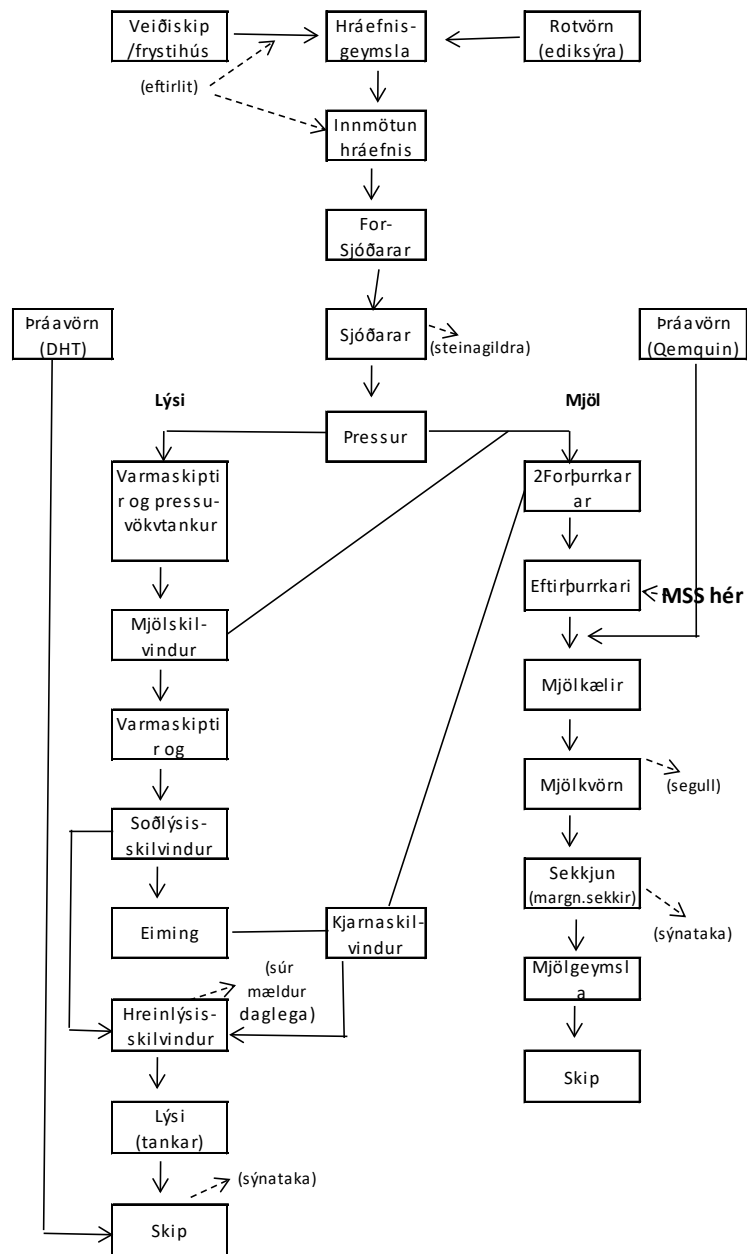 Veiðiskip
/frystihús
Hráefnis-
geymsla
Rotvörn
(ediksýra)
(eftirlit)
Innmötun
hráefnis
For-
Sjóðarar
Þráavörn
(DHT)
Sjóðarar
(steinagildra)
Þráavörn
(Qemquin)
Lýsi
Mjöl
Pressur
Varmaskipti
r og pressu-
vökvtankur
2Forþurrkar
ar
Eftirþurrkari
MSS hér
Mjölskil-
vindur
Mjölkælir
Varmaskipti
r og
Mjölkvörn
(segull)
Soðlýsis-
skilvindur
Sekkjun
(margn.sekkir)
(sýnataka)
Eiming
Kjarnaskil-
vindur
Mjölgeymsl
a
(súr
mældur
daglega)
Hreinlýsis-
skilvindur
Skip
Lýsi
(tankar)
(sýnataka)
Skip